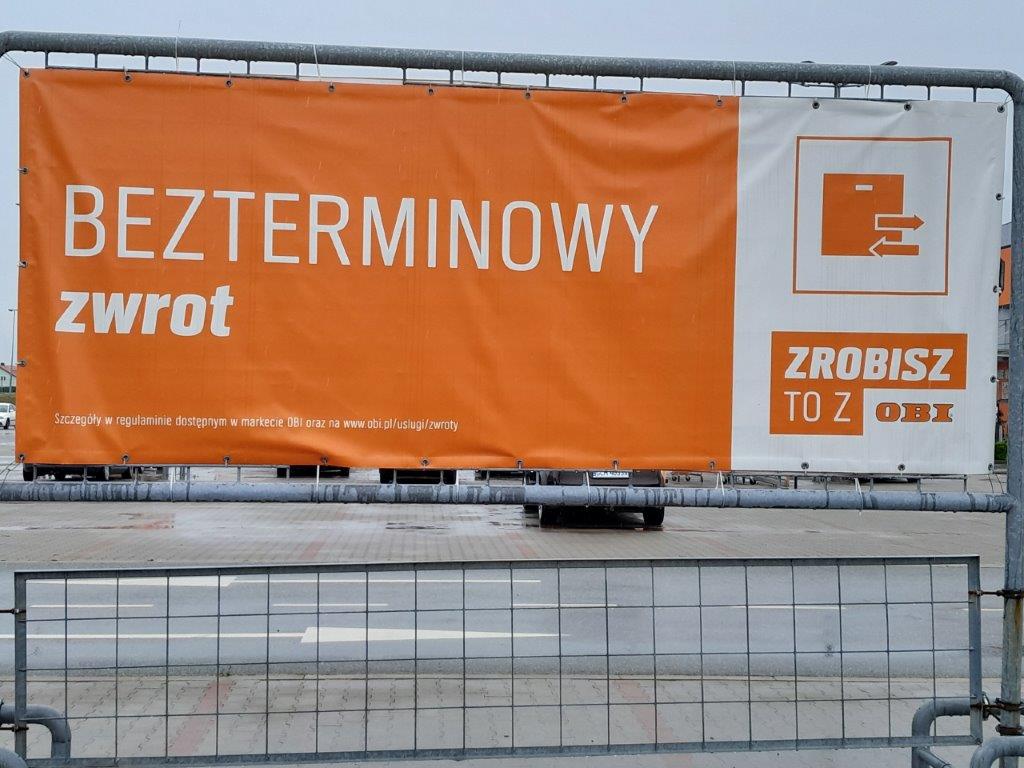 BEZTERMINOWY
zwrot
Szczegóły w regulaminie dostępnym w markecie OBI oraz na www.obi.pl/uslugi/zwroty
ZROBISZ
TO Z OBI